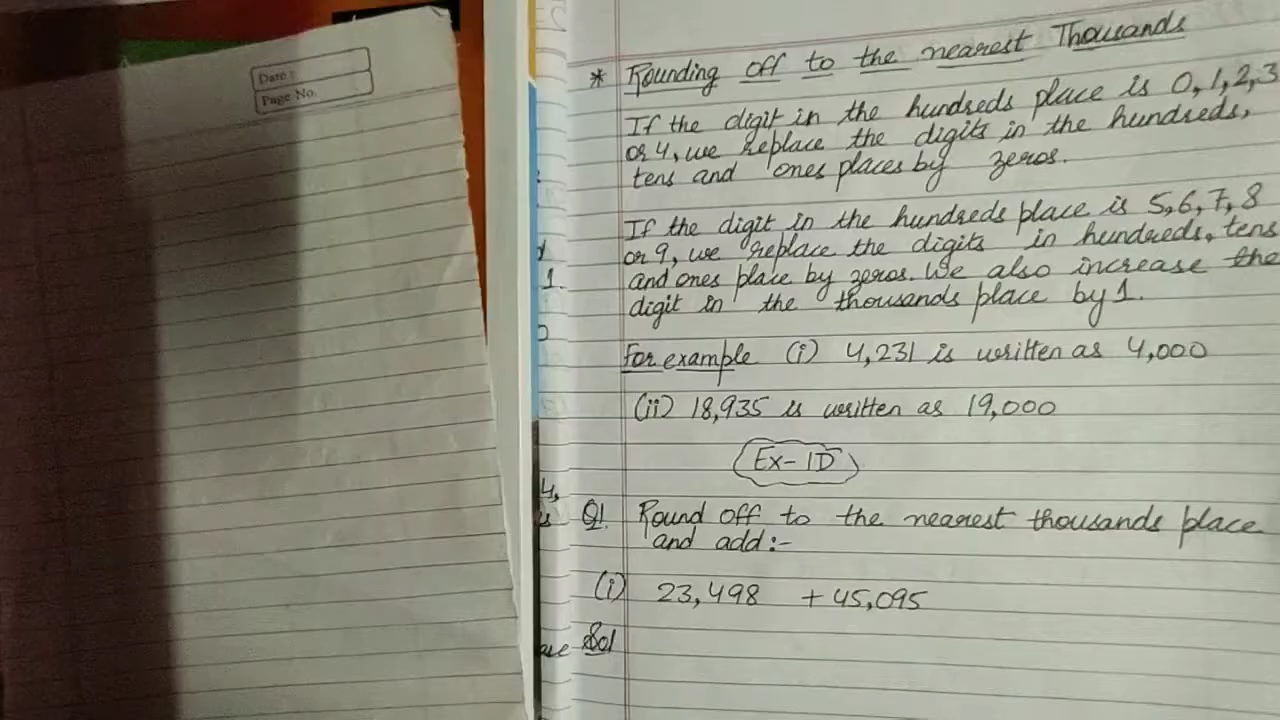 Date :
Page No.
* Rounding off to the nearest Thousands
If the digit in the hundreds place is 0, 1, 2, 3
or 4, we replace the digits in the hundreds,
tens and ones places by zeros.
If the digit in the hundreds place is 5, 6, 7, 8
or 9, we replace the digits in hundreds, tens
and ones place by zeros. We also increase the
digit in the thousands place by 1.
For example (i) 4,231 is written as 4,000
(ii) 18,935 is written as 19,000
Ex-1D
Q1. Round off to the nearest thousands place
and add:-
(i) 23,498 + 45,095
Sol